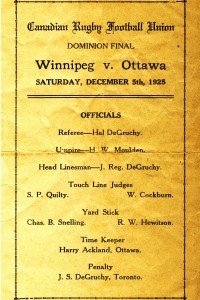 Canadian Rugby Football Union
DOMINION FINAL
Winnipeg v. Ottawa
SATURDAY, DECEMBER 5th, 1925
OFFICIALS
Referee—Hal DeGruchy.
Umpire—H. W. Moulden.
Head Linesman—J. Reg. DeGruchy.
Touch Line Judges
S. P. Quilty. W. Cockburn.
Yard Stick
Chas. B. Snelling. R. W. Hewitson.
Time Keeper
Harry Ackland, Ottawa.
Penalty
J. S. DeGruchy, Toronto.